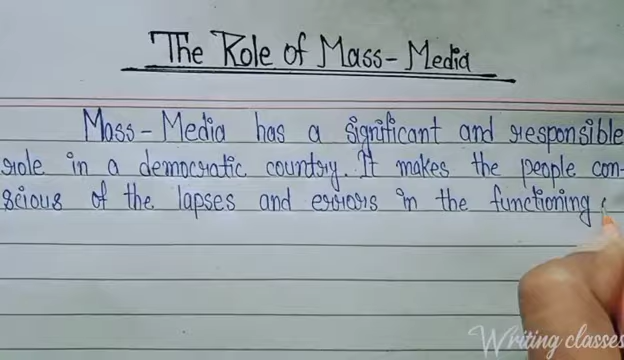 The Role of Mass-Media
Mass-Media has a significant and responsible
role in a democratic country. It makes the people con-
scious of the lapses and errors in the functioning
Writing classes